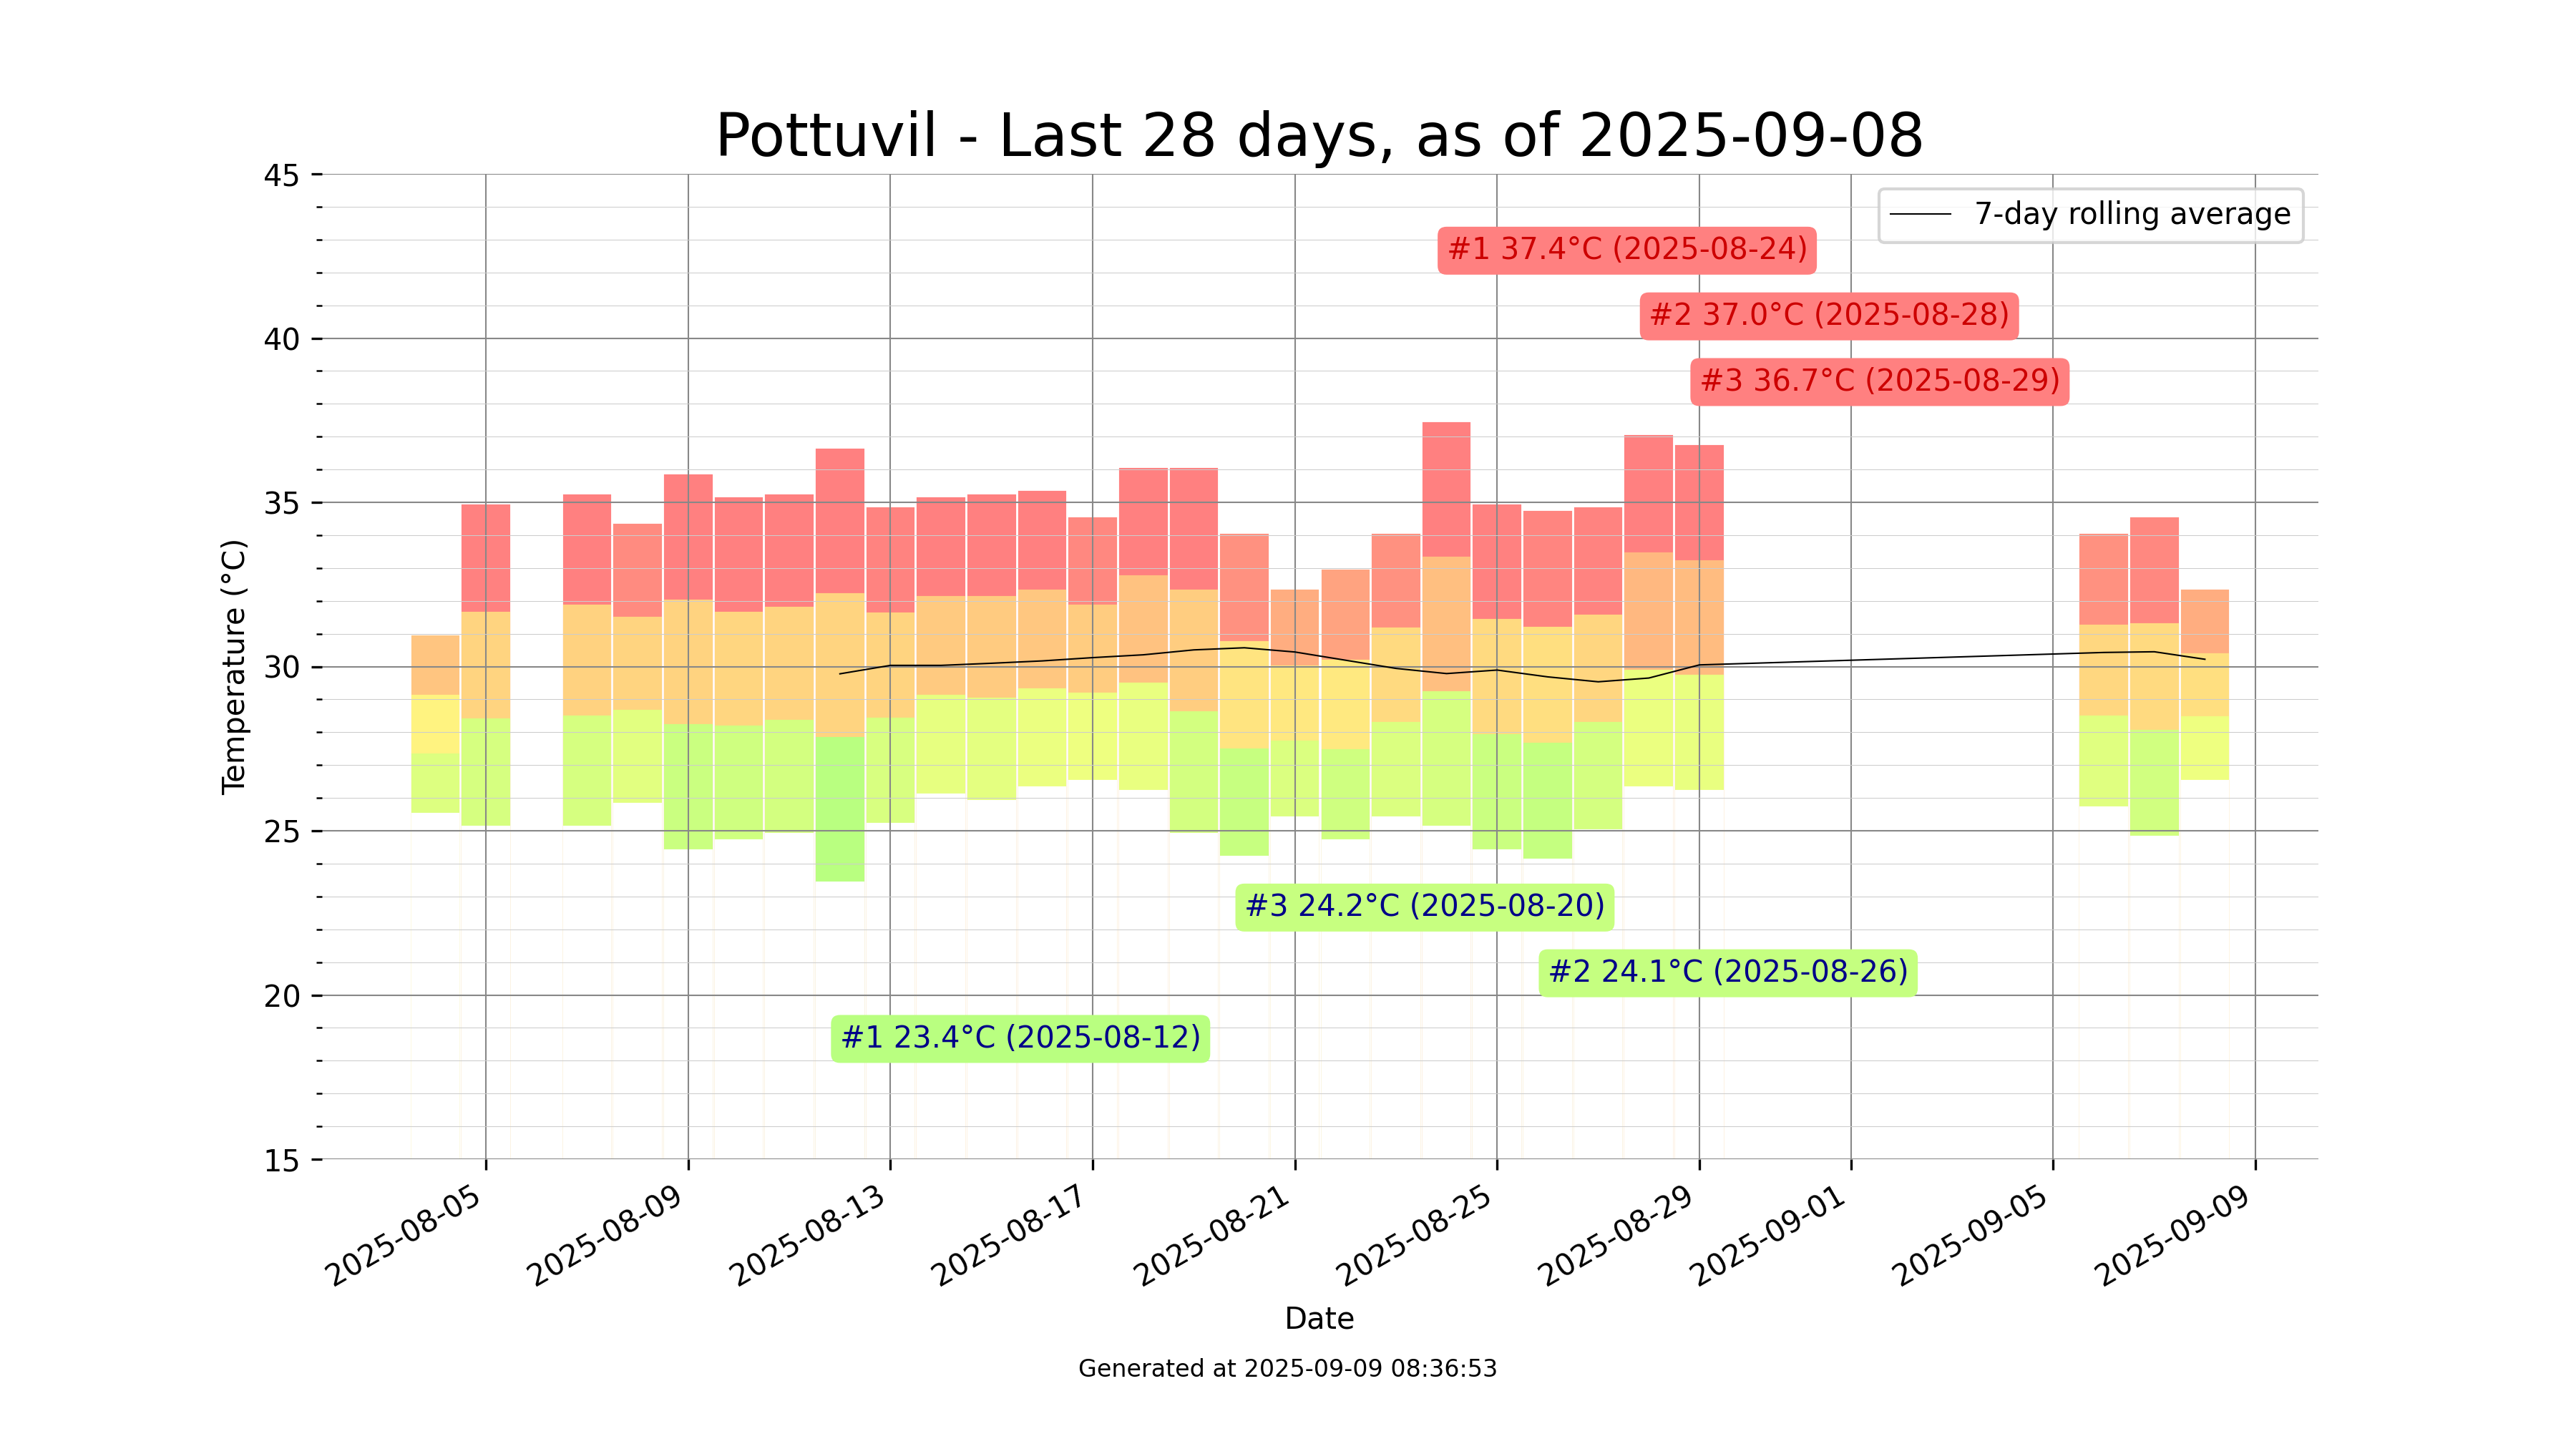 Pottuvil - Last 28 days, as of 2025-09-08
7-day rolling average
#1 37.4°C (2025-08-24)
#2 37.0°C (2025-08-28)
#3 36.7°C (2025-08-29)
#3 24.2°C (2025-08-20)
#2 24.1°C (2025-08-26)
#1 23.4°C (2025-08-12)
Temperature (°C)
45
40
35
30
25
20
15
2025-08-05
2025-08-09
2025-08-13
2025-08-17
2025-08-21
2025-08-25
2025-08-29
2025-09-01
2025-09-05
2025-09-09
Date
Generated at 2025-09-09 08:36:53